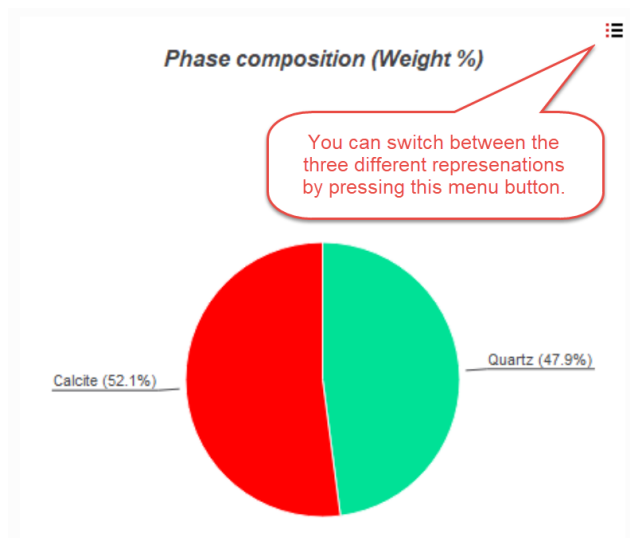 Phase composition (Weight %)
You can switch between the
three different represenations
by pressing this menu button.
Quartz (47.9%)
Calcite (52.1%)